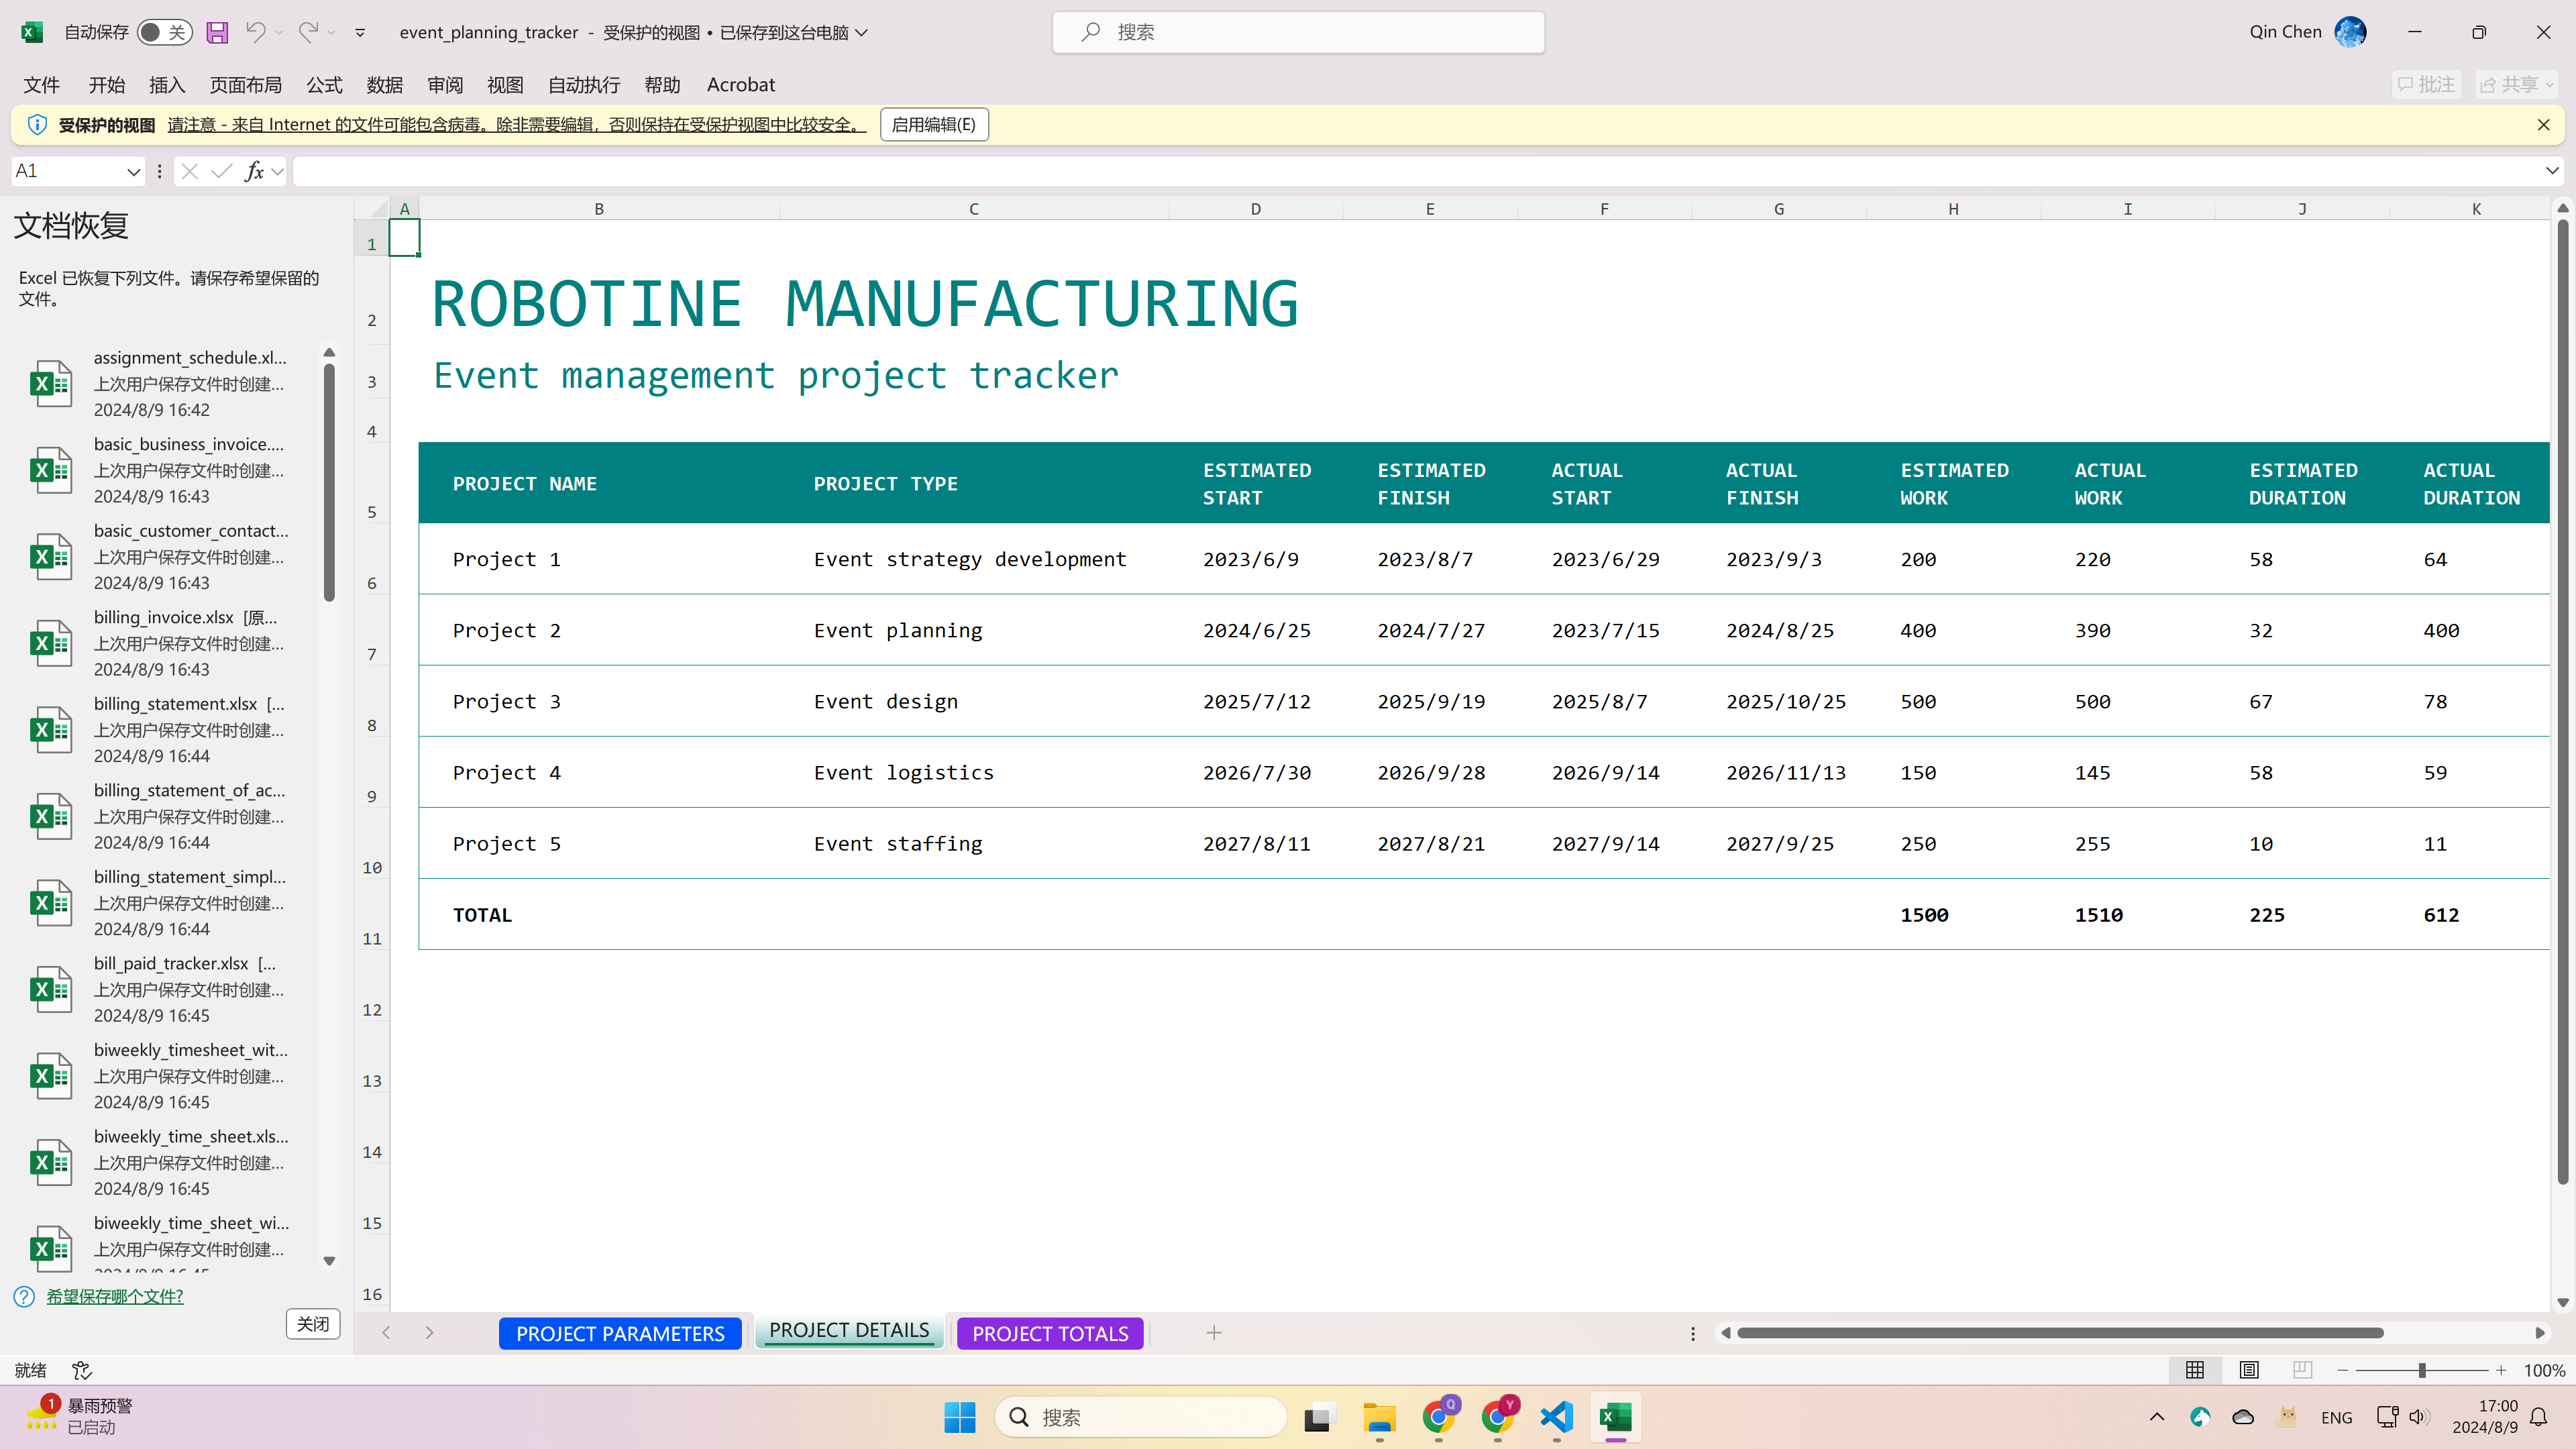 自动保存 关 event_planning_tracker - 受保护的视图 • 已保存到这台电脑 搜索 Qin Chen
文件 开始 插入 页面布局 公式 数据 审阅 视图 自动执行 帮助 Acrobat 批注 共享
受保护的视图 请注意 - 来自 Internet 的文件可能包含病毒。除非需要编辑，否则保持在受保护视图中比较安全。 启用编辑(E)
A1 fx
文档恢复
Excel 已恢复下列文件。请保存希望保留的
文件。
assignment_schedule.xl...
上次用户保存文件时创建...
2024/8/9 16:42
basic_business_invoice....
上次用户保存文件时创建...
2024/8/9 16:43
basic_customer_contact...
上次用户保存文件时创建...
2024/8/9 16:43
billing_invoice.xlsx [原...
上次用户保存文件时创建...
2024/8/9 16:43
billing_statement.xlsx [...
上次用户保存文件时创建...
2024/8/9 16:44
billing_statement_of_ac...
上次用户保存文件时创建...
2024/8/9 16:44
billing_statement_simpl...
上次用户保存文件时创建...
2024/8/9 16:44
bill_paid_tracker.xlsx [...
上次用户保存文件时创建...
2024/8/9 16:45
biweekly_timesheet_wit...
上次用户保存文件时创建...
2024/8/9 16:45
biweekly_time_sheet.xls...
上次用户保存文件时创建...
2024/8/9 16:45
biweekly_time_sheet_wi...
上次用户保存文件时创建...
2024/8/9 16:45
希望保存哪个文件?
关闭
A B C D E F G H I J K
1
2 ROBOTINE MANUFACTURING
3 Event management project tracker
4
5 PROJECT NAME PROJECT TYPE ESTIMATED START ESTIMATED FINISH ACTUAL START ACTUAL FINISH ESTIMATED WORK ACTUAL WORK ESTIMATED DURATION ACTUAL DURATION
6 Project 1 Event strategy development 2023/6/9 2023/8/7 2023/6/29 2023/9/3 200 220 58 64
7 Project 2 Event planning 2024/6/25 2024/7/27 2023/7/15 2024/8/25 400 390 32 400
8 Project 3 Event design 2025/7/12 2025/9/19 2025/8/7 2025/10/25 500 500 67 78
9 Project 4 Event logistics 2026/7/30 2026/9/28 2026/9/14 2026/11/13 150 145 58 59
10 Project 5 Event staffing 2027/8/11 2027/8/21 2027/9/14 2027/9/25 250 255 10 11
11 TOTAL 1500 1510 225 612
12
13
14
15
16
PROJECT PARAMETERS PROJECT DETAILS PROJECT TOTALS
就绪 100%
1 暴雨预警
已启动
搜索
Q Y
ENG
17:00
2024/8/9